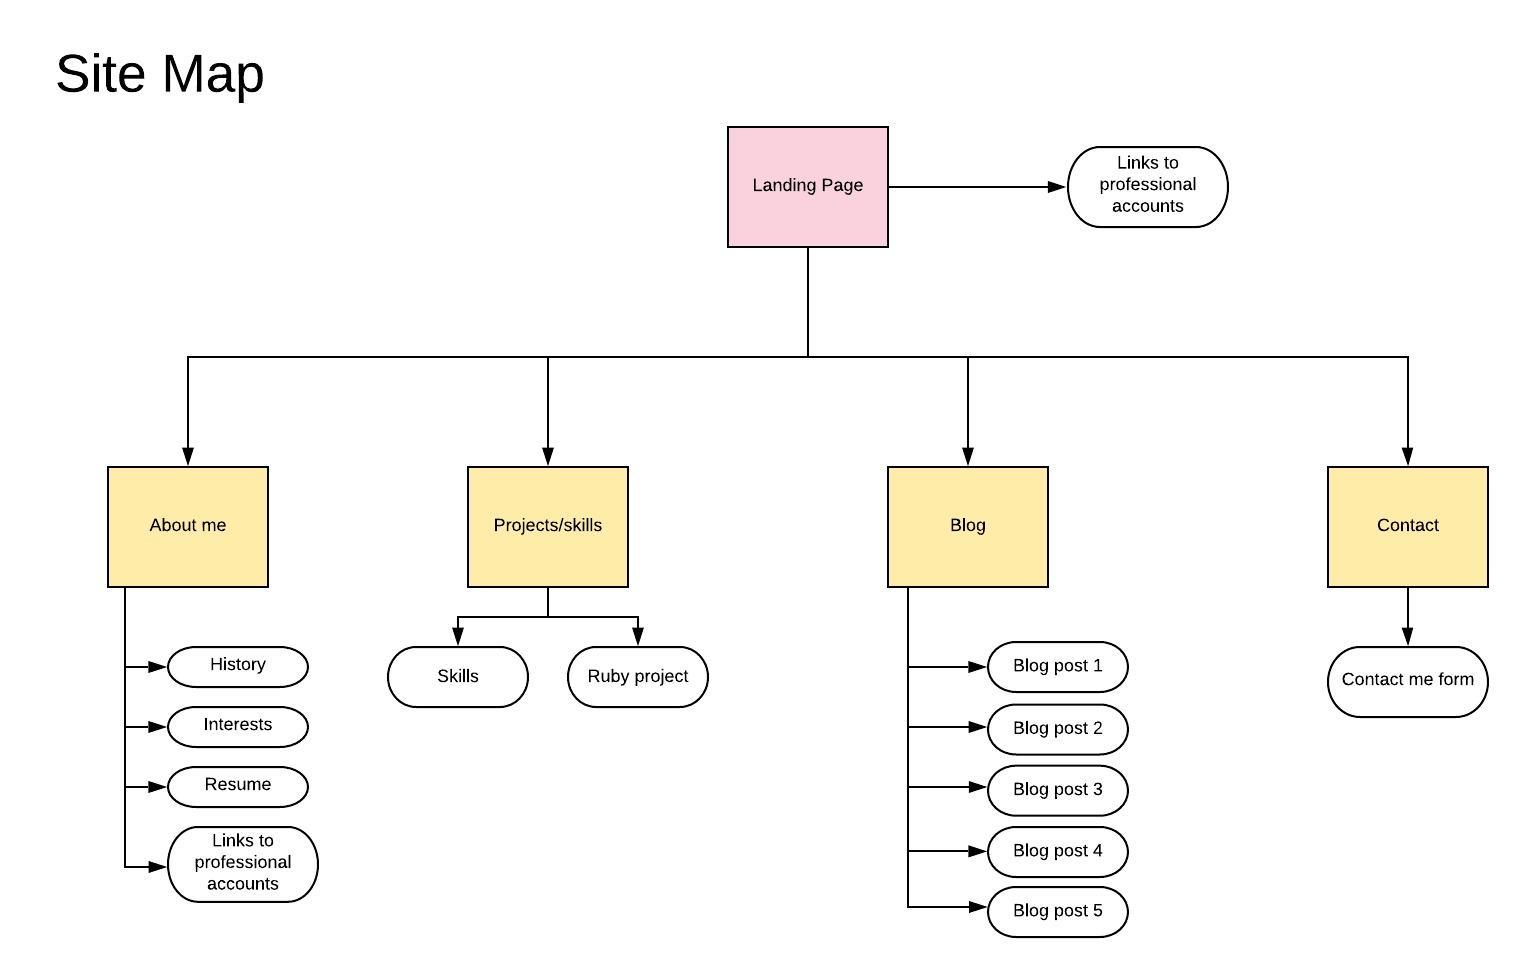 Site Map
Landing Page
Links to
professional
accounts
About me
Projects/skills
Blog
Contact
History
Interests
Resume
Links to
professional
accounts
Skills
Ruby project
Blog post 1
Blog post 2
Blog post 3
Blog post 4
Blog post 5
Contact me form